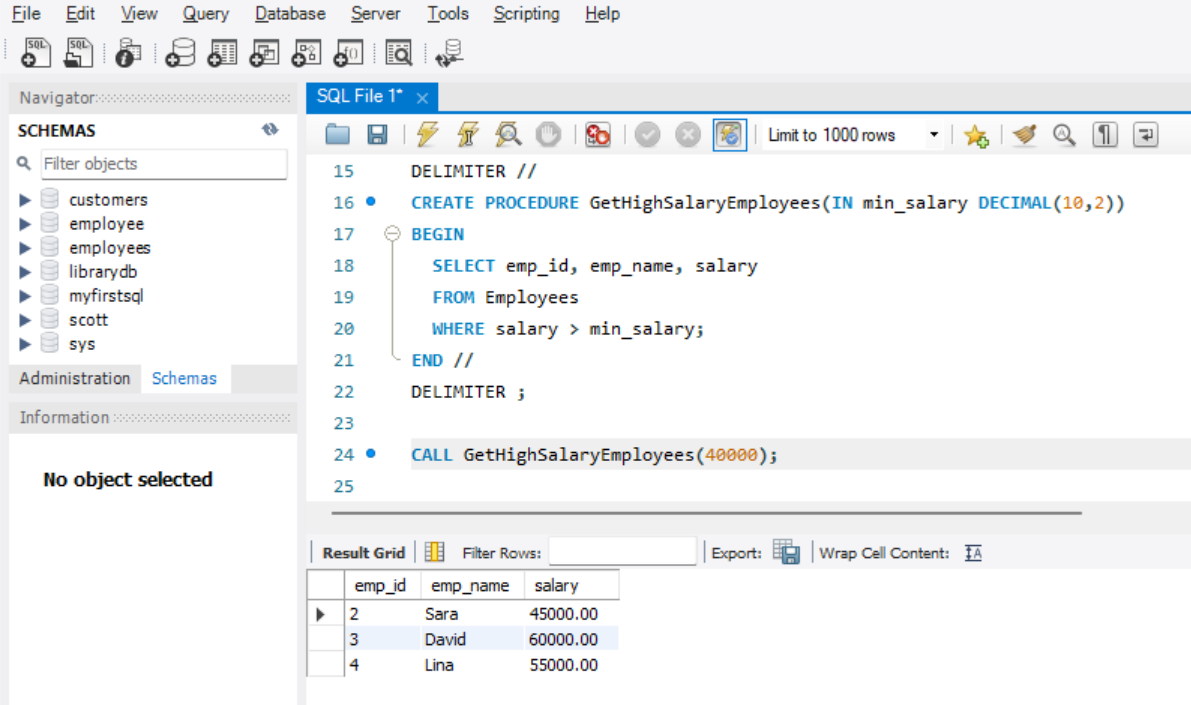 File Edit View Query Database Server Tools Scripting Help
SQL SQL
Navigator
SCHEMAS
Filter objects
customers
employee
employees
librarydb
myfirstsql
scott
sys
Administration Schemas
Information
No object selected
SQL File 1*
Limit to 1000 rows
15 DELIMITER //
16 CREATE PROCEDURE GetHighSalaryEmployees(IN min_salary DECIMAL(10,2))
17 BEGIN
18 SELECT emp_id, emp_name, salary
19 FROM Employees
20 WHERE salary > min_salary;
21 END //
22 DELIMITER ;
23
24 CALL GetHighSalaryEmployees(40000);
25
Result Grid Filter Rows: Export: Wrap Cell Content:
emp_id emp_name salary
2 Sara 45000.00
3 David 60000.00
4 Lina 55000.00